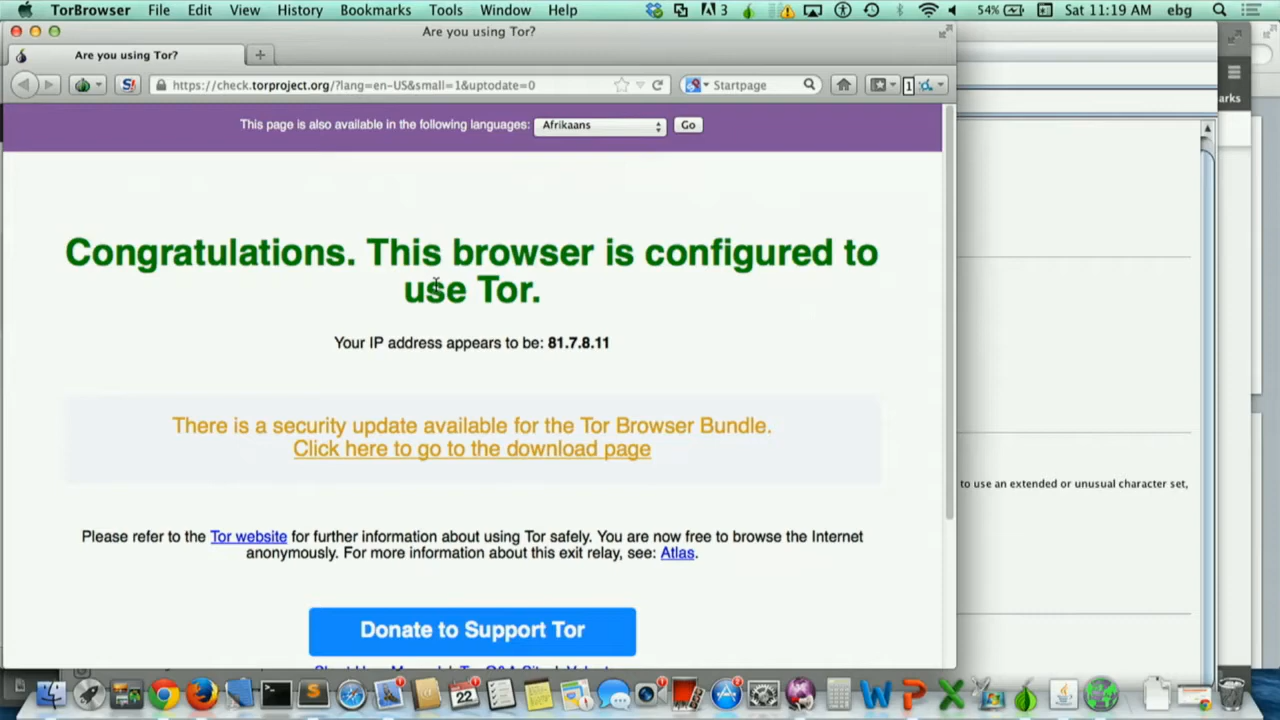 TorBrowser File Edit View History Bookmarks Tools Window Help 3 54% Sat 11:19 AM ebg
Are you using Tor?
Are you using Tor?
https://check.torproject.org/?lang=en-US&small=1&uptodate=0 Startpage 1
arks
This page is also available in the following languages: Afrikaans Go
Congratulations. This browser is configured to
use Tor.
Your IP address appears to be: 81.7.8.11
There is a security update available for the Tor Browser Bundle.
Click here to go to the download page
to use an extended or unusual character set,
Please refer to the Tor website for further information about using Tor safely. You are now free to browse the Internet
anonymously. For more information about this exit relay, see: Atlas.
Donate to Support Tor
22